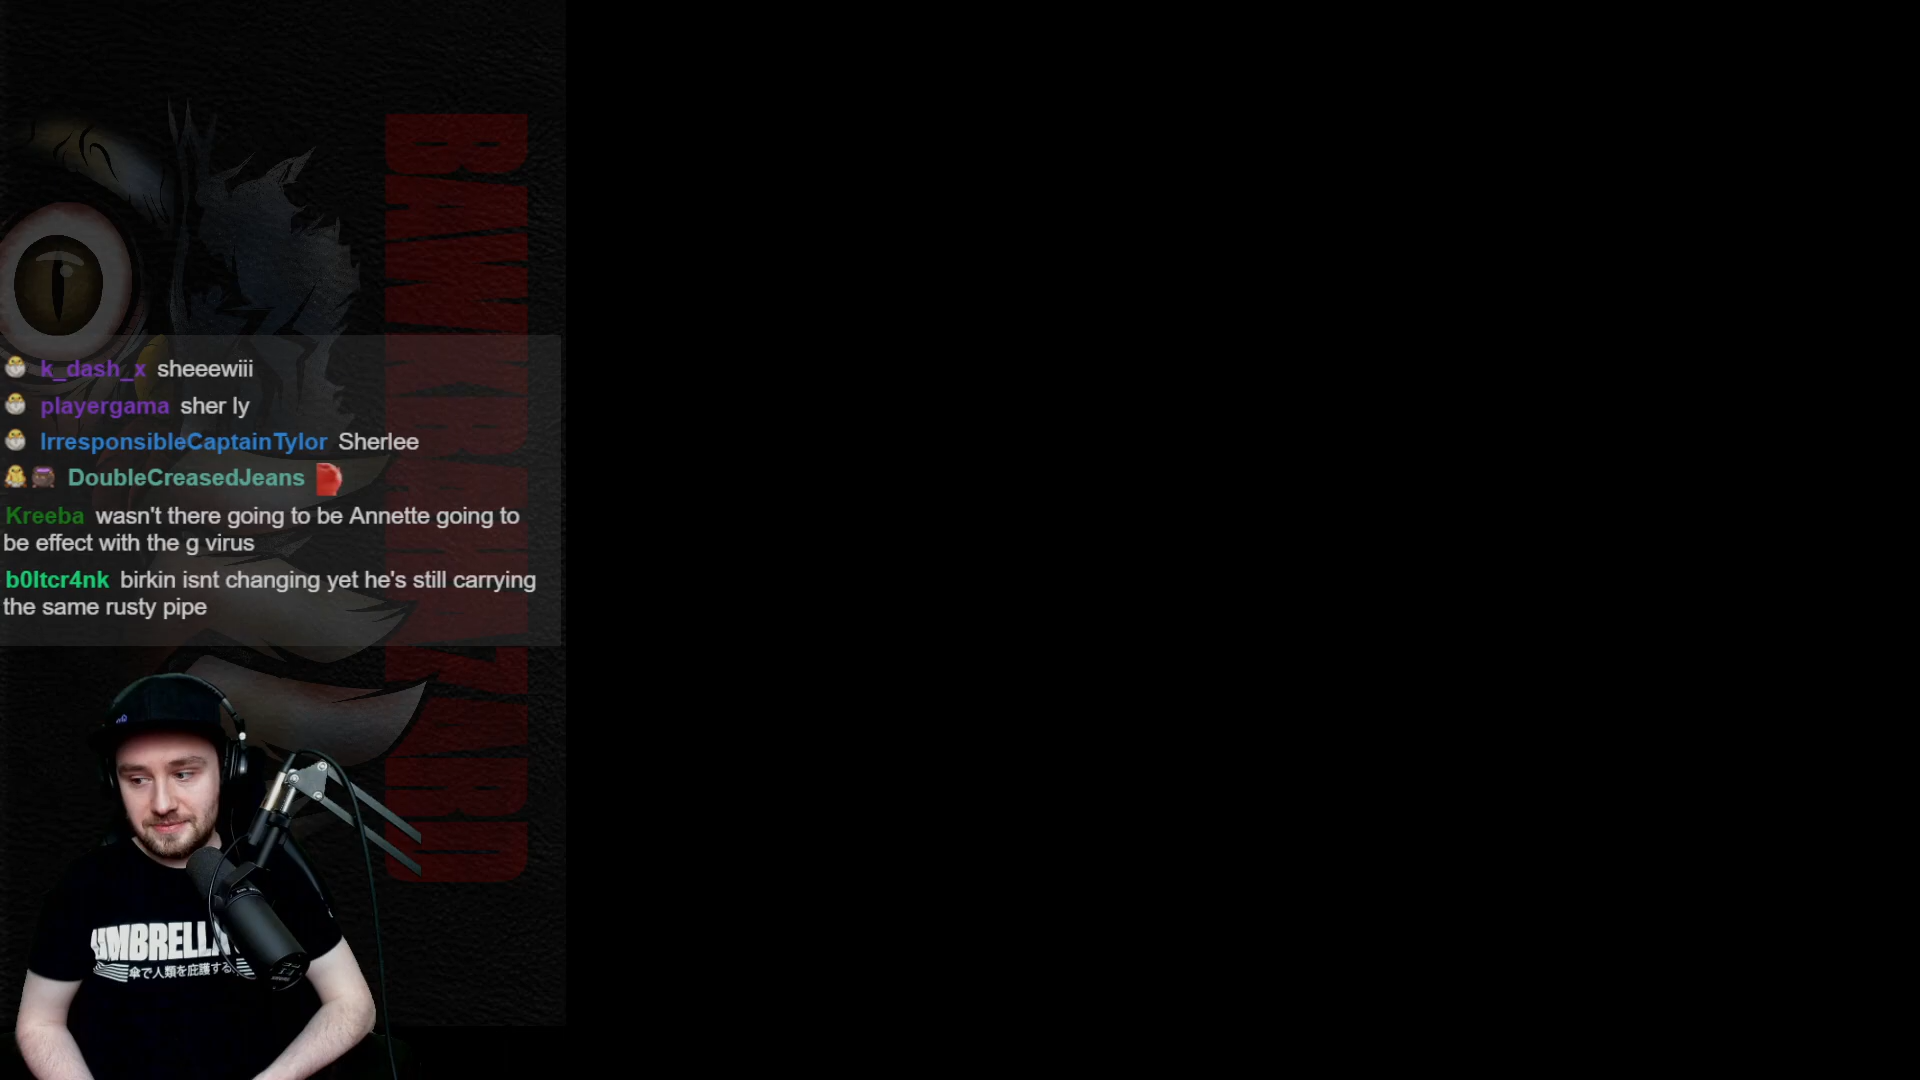 BAWKBAHZARD
k_dash_x sheeewiii
playergama sher ly
IrresponsibleCaptainTylor Sherlee
DoubleCreasedJeans
Kreeba wasn't there going to be Annette going to
be effect with the g virus
b0ltcr4nk birkin isnt changing yet he's still carrying
the same rusty pipe
UMBRELLA
傘で人類を庇護する